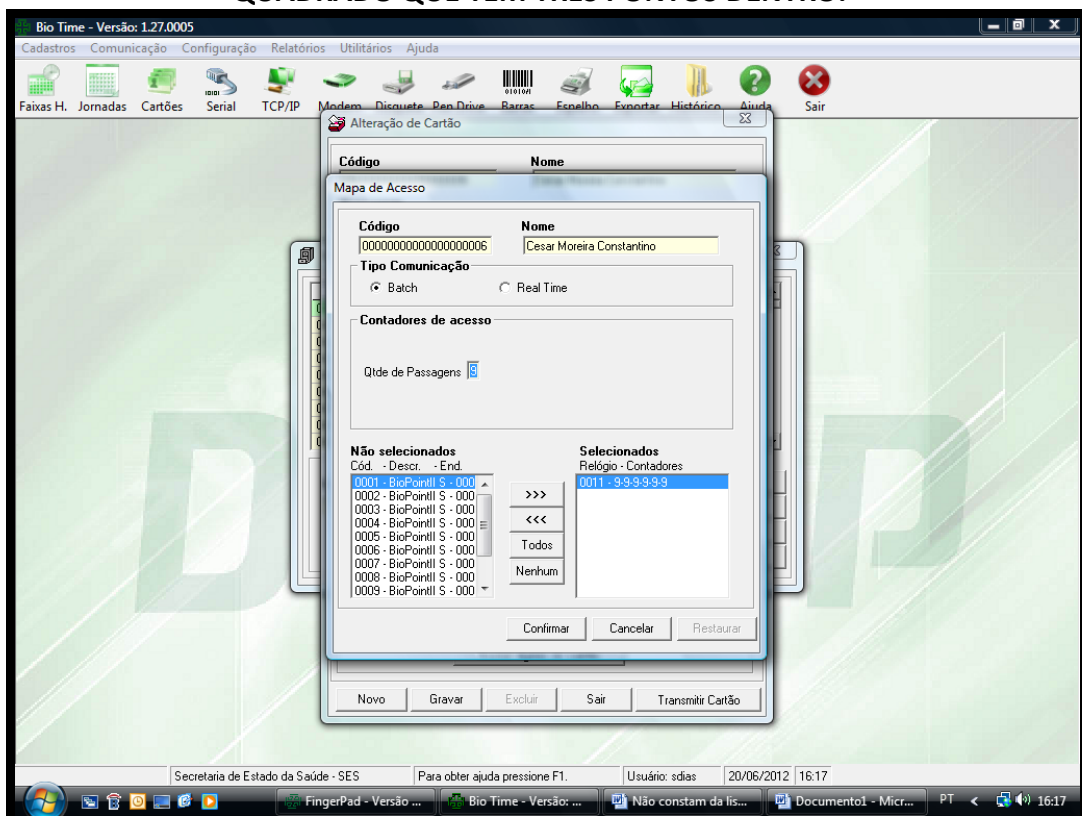 QUADRADO QUE TEM TRÊS PONTOS DENTRO.
Bio Time - Versão: 1.27.0005
Cadastros Comunicação Configuração Relatórios Utilitários Ajuda
Faixas H. Jornadas Cartões Serial TCP/IP Modem Disquete Pen Drive Barras Espelho Exportar Histórico Ajuda Sair
Alteração de Cartão
Código Nome
Mapa de Acesso
Código Nome
00000000000000000006 Cesar Moreira Constantino
Tipo Comunicação
Batch Real Time
Contadores de acesso
Qtde de Passagens 9
Não selecionados Selecionados
Cód. - Descr. - End. Relógio - Contadores
0001 - BioPointII S - 000 0011 - 9-9-9-9-9-9
0002 - BioPointII S - 000
0003 - BioPointII S - 000
0004 - BioPointII S - 000
0005 - BioPointII S - 000
0006 - BioPointII S - 000
0007 - BioPointII S - 000
0008 - BioPointII S - 000
0009 - BioPointII S - 000
>>>
<<<
Todos
Nenhum
Confirmar Cancelar Restaurar
Novo Gravar Excluir Sair Transmitir Cartão
Secretaria de Estado da Saúde - SES Para obter ajuda pressione F1. Usuário: sdias 20/06/2012 16:17
FingerPad - Versão ... Bio Time - Versão: ... Não constam da lis... Documento1 - Micr... PT < 16:17